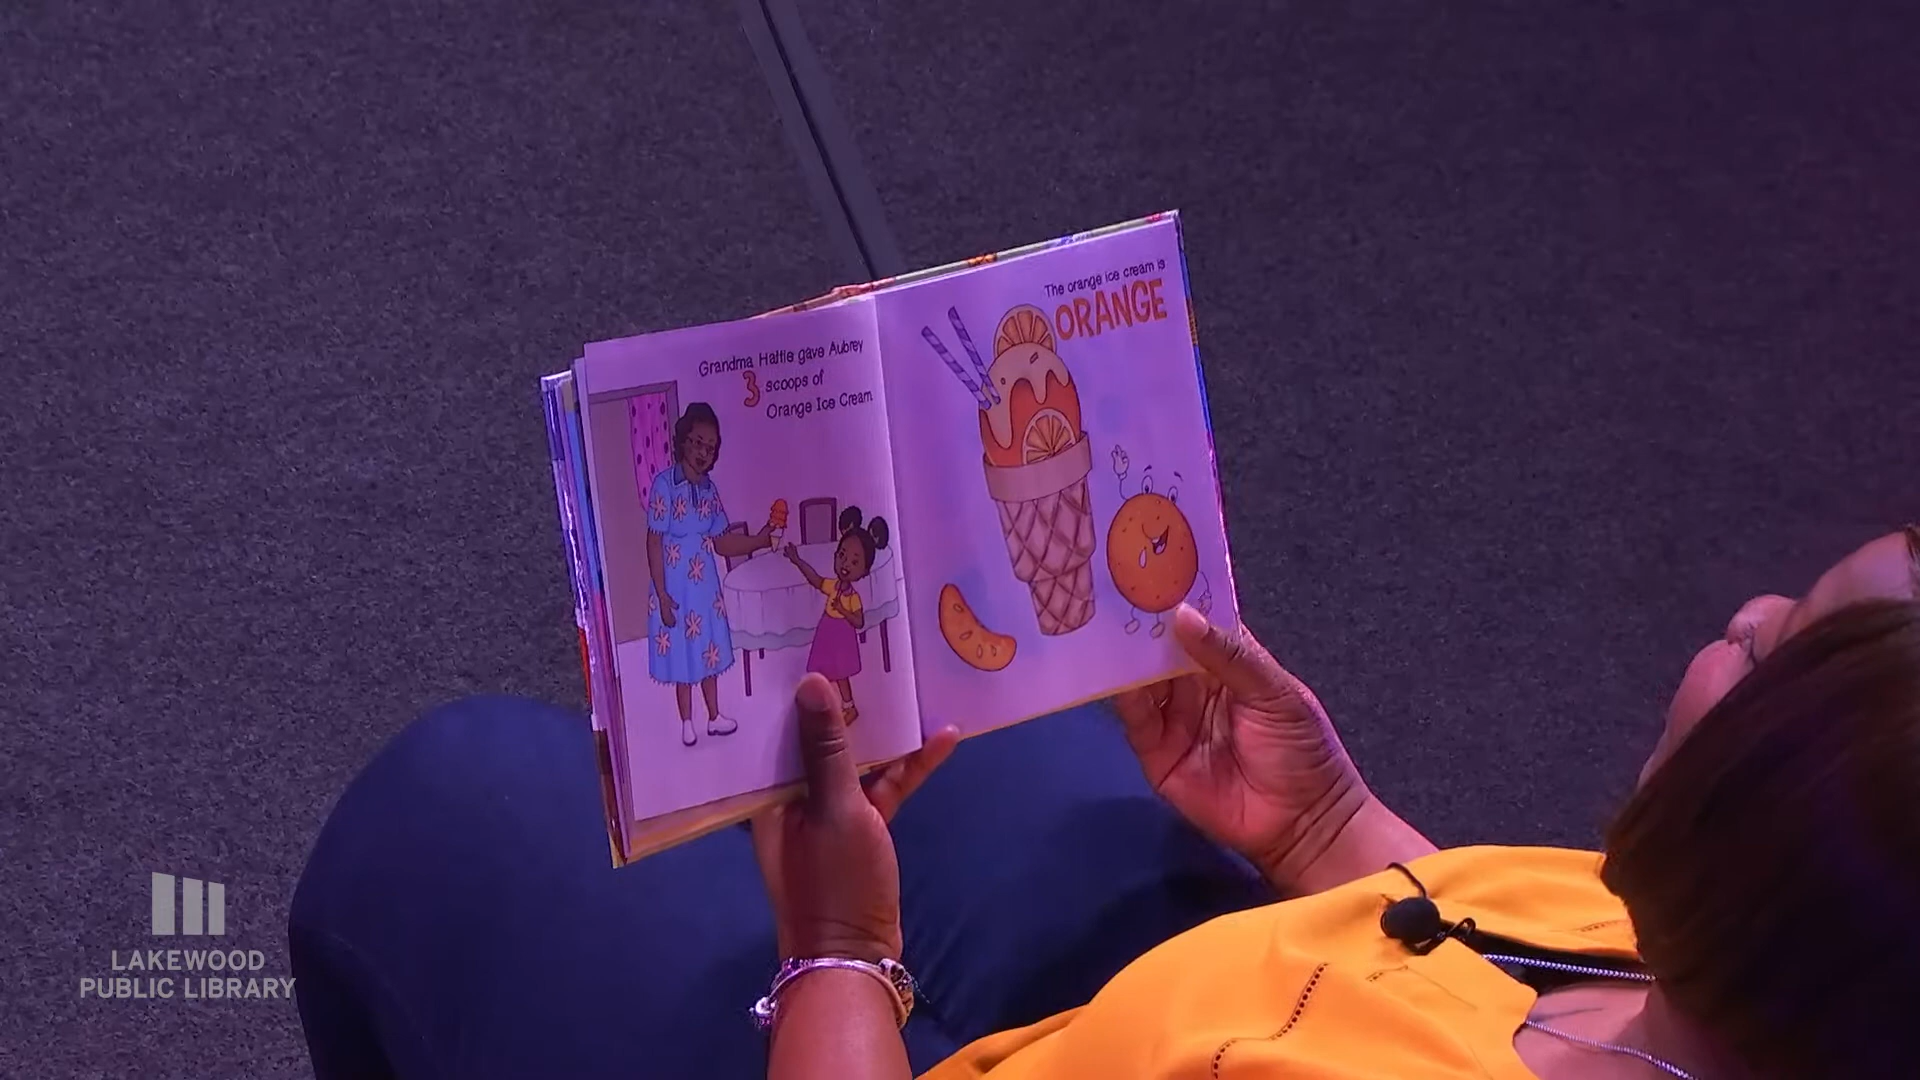 Grandma Hattie gave Aubrey
3 scoops of
Orange Ice Cream
The orange ice cream is
ORANGE
LAKEWOOD
PUBLIC LIBRARY